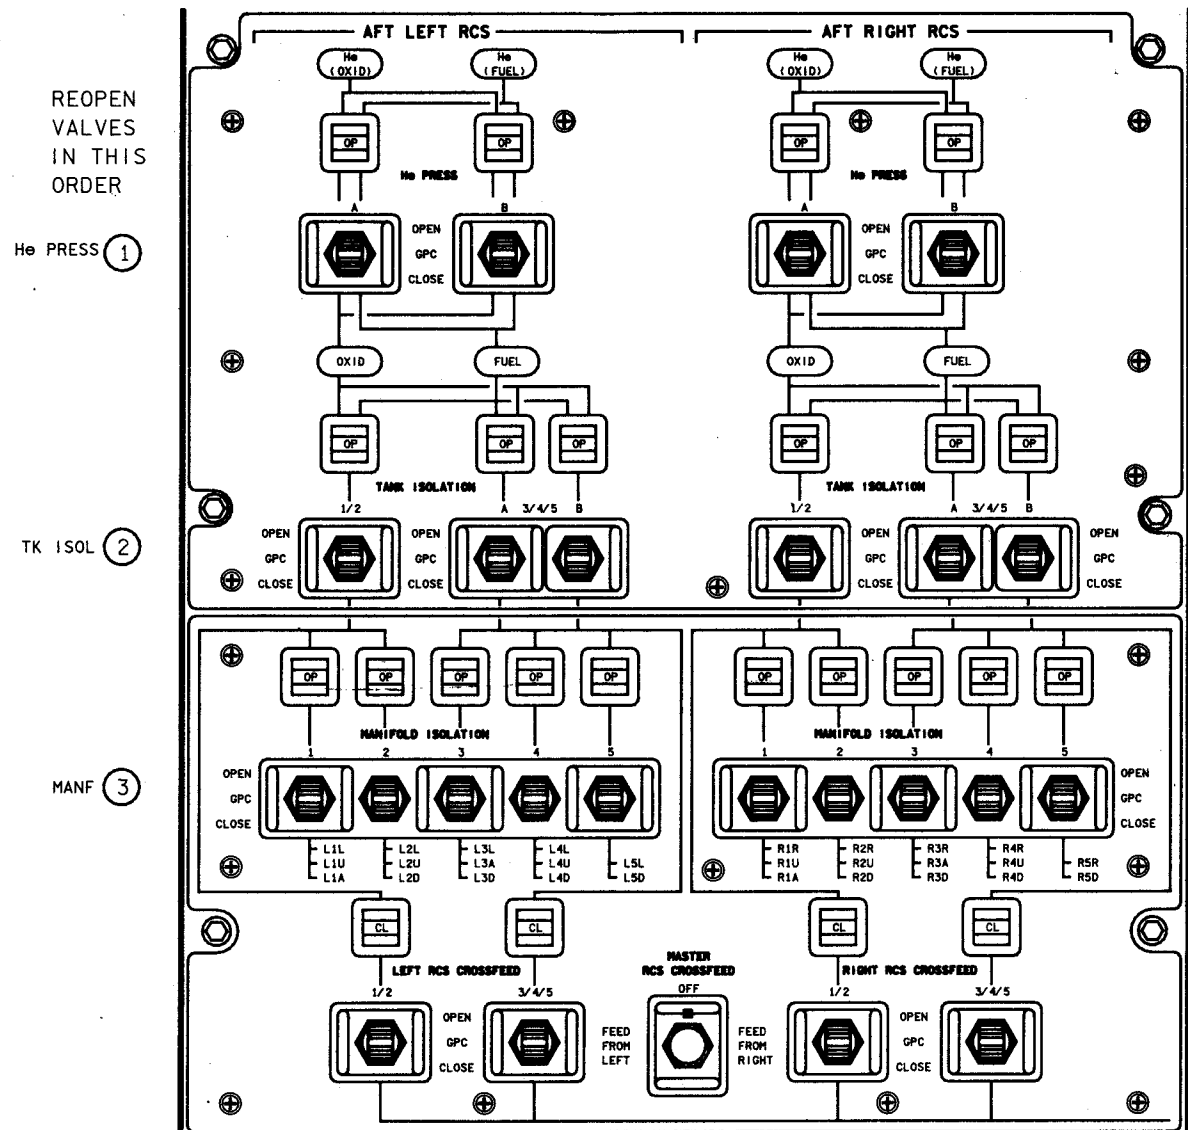 AFT LEFT RCS AFT RIGHT RCS
He (OXID) He (FUEL) He (OXID) He (FUEL)
REOPEN
VALVES
IN THIS
ORDER
OP OP OP OP
He PRESS He PRESS
A B A B
OPEN OPEN
He PRESS 1 GPC GPC
CLOSE CLOSE
OXID FUEL OXID FUEL
OP OP OP OP OP OP
TANK ISOLATION TANK ISOLATION
1/2 A 3/4/5 B 1/2 A 3/4/5 B
OPEN OPEN OPEN OPEN
TK ISOL 2 GPC GPC GPC GPC
CLOSE CLOSE CLOSE CLOSE
OP OP OP OP OP OP OP OP OP OP
MANIFOLD ISOLATION MANIFOLD ISOLATION
1 2 3 4 5 1 2 3 4 5
OPEN OPEN
MANF 3 GPC GPC
CLOSE CLOSE
L1L L2L L3L L4L R1R R2R R3R R4R
L1U L2U L3A L4U L5L R1U R2U R3A R4U R5R
L1A L2D L3D L4D L5D R1A R2D R3D R4D R5D
CL CL CL CL
LEFT RCS CROSSFEED MASTER RCS CROSSFEED RIGHT RCS CROSSFEED
1/2 3/4/5 OFF 1/2 3/4/5
OPEN OPEN
GPC GPC
CLOSE CLOSE
FEED FROM LEFT FEED FROM RIGHT